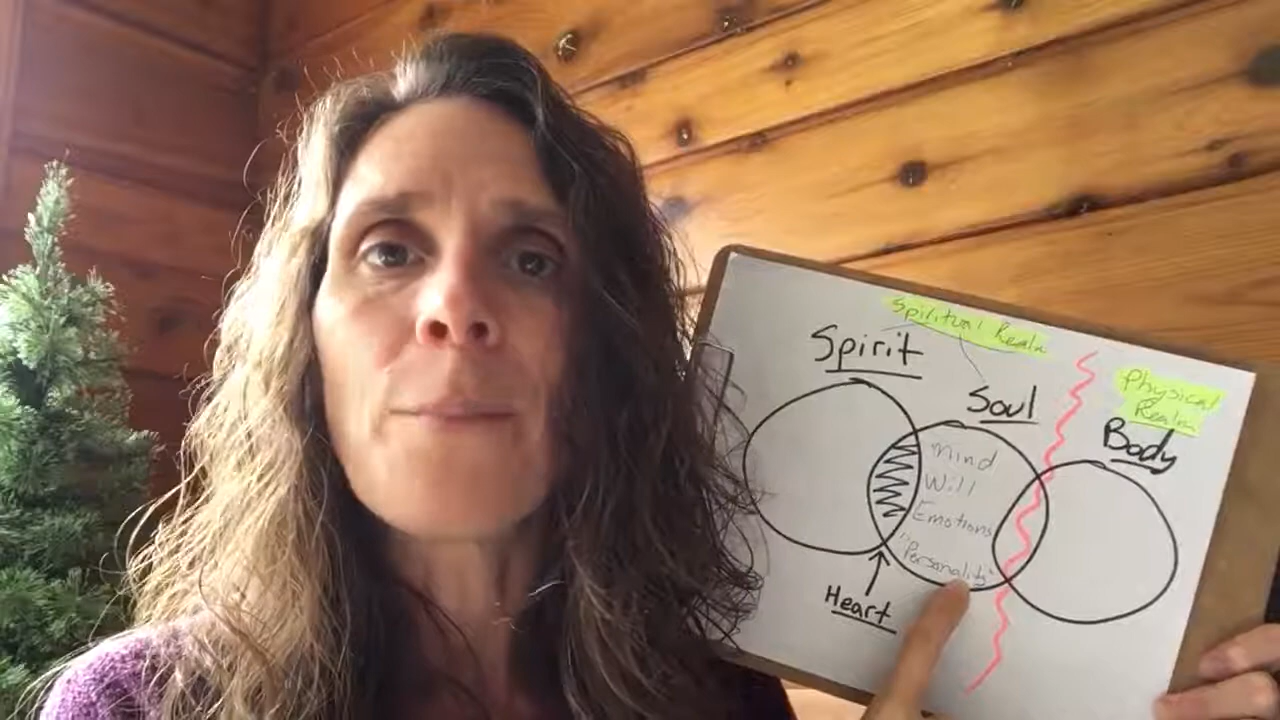 Spiritual Realm
Spirit
Soul
Physical
Realm
Body
Mind
Will
Emotions
"Personality"
Heart